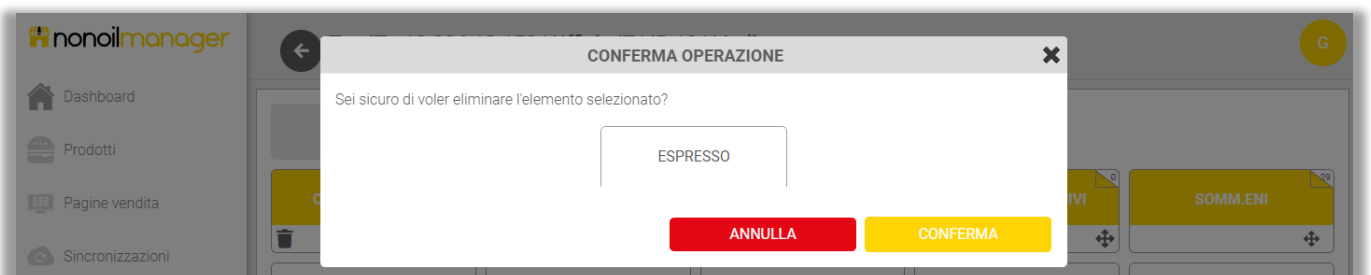 nonoilmanager
G
CONFERMA OPERAZIONE
Dashboard
Sei sicuro di voler eliminare l'elemento selezionato?
Prodotti
ESPRESSO
Pagine vendita
0
29
SOMM.ENI
ANNULLA
CONFERMA
Sincronizzazioni